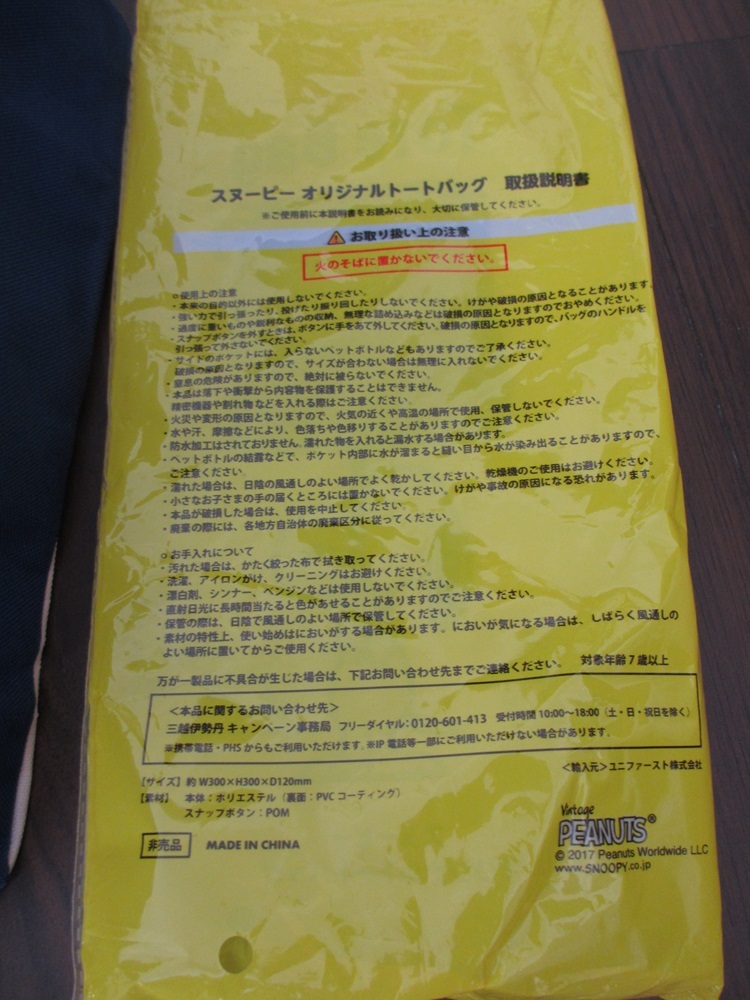 スヌーピー オリジナルトートバッグ 取扱説明書
※ご使用前に本説明書をお読みになり、大切に保管してください。
お取り扱い上の注意
火のそばに置かないでください。
○使用上の注意
・本来の目的以外には使用しないでください。
・強い力で引っ張ったり、投げたり振り回したりしないでください。けがや破損の原因となることがあります。
・過度に重いものや鋭利なものの収納、無理な詰め込みなどは破損の原因となりますのでおやめください。
・スナップボタンを外すときは、ボタンに手をあて外してください。破損の原因となりますので、バッグのハンドルを
引っ張って外さないでください。
・サイドのポケットには、入らないペットボトルなどもありますのでご了承ください。
破損の原因となりますので、サイズが合わない場合は無理に入れないでください。
・窒息の危険がありますので、絶対に被らないでください。
・本品は落下や衝撃から内容物を保護することはできません。
精密機器や割れ物などを入れる際はご注意ください。
・火災や変形の原因となりますので、火気の近くや高温の場所で使用、保管しないでください。
・水や汗、摩擦などにより、色落ちや色移りすることがありますのでご注意ください。
・防水加工はされておりません。濡れた物を入れると漏水する場合があります。
・ペットボトルの結露などで、ポケット内部に水が溜まると縫い目から水が染み出ることがありますので、
ご注意ください。
・濡れた場合は、日陰の風通しのよい場所でよく乾かしてください。乾燥機のご使用はお避けください。
・小さなお子さまの手の届くところには置かないでください。けがや事故の原因になる恐れがあります。
・本品が破損した場合は、使用を中止してください。
・廃棄の際には、各地方自治体の廃棄区分に従ってください。
○お手入れについて
・汚れた場合は、かたく絞った布で拭き取ってください。
・洗濯、アイロンがけ、クリーニングはお避けください。
・漂白剤、シンナー、ベンジンなどは使用しないでください。
・直射日光に長時間当たると色があせることがありますのでご注意ください。
・保管の際は、日陰で風通しのよい場所で保管してください。
・素材の特性上、使い始めはにおいがする場合があります。においが気になる場合は、しばらく風通しの
よい場所に置いてからご使用ください。
万が一製品に不具合が生じた場合は、下記お問い合わせ先までご連絡ください。 対象年齢7歳以上
＜本品に関するお問い合わせ先＞
三越伊勢丹 キャンペーン事務局 フリーダイヤル：0120-601-413 受付時間 10:00～18:00（土・日・祝日を除く）
※携帯電話・PHSからもご利用いただけます。※IP電話等一部にご利用いただけない場合があります。
＜輸入元＞ユニファースト株式会社
【サイズ】約 W300×H300×D120mm
【素材】 本体：ポリエステル（裏面：PVC コーティング）
スナップボタン：POM
非売品 MADE IN CHINA
Vintage
PEANUTS®
© 2017 Peanuts Worldwide LLC
www.SNOOPY.co.jp